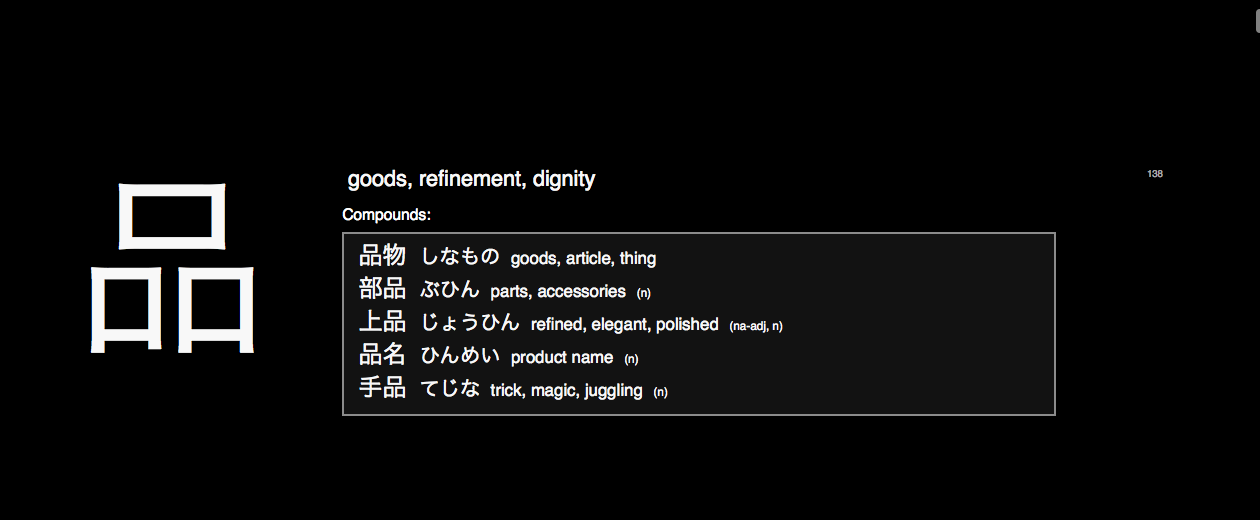 品
goods, refinement, dignity
138
Compounds:
品物 しなもの goods, article, thing
部品 ぶひん parts, accessories (n)
上品 じょうひん refined, elegant, polished (na-adj, n)
品名 ひんめい product name (n)
手品 てじな trick, magic, juggling (n)